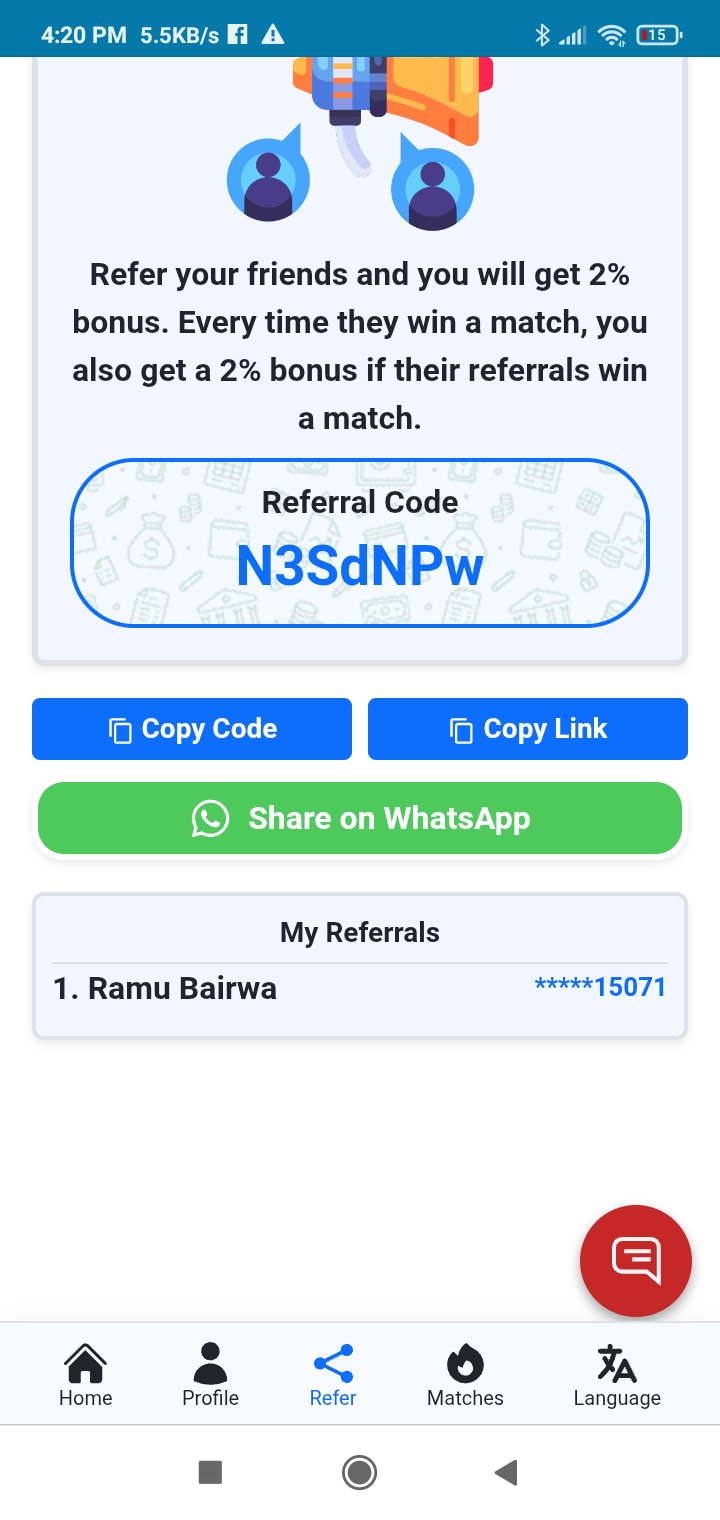 4:20 PM 5.5KB/s 15
Refer your friends and you will get 2%
bonus. Every time they win a match, you
also get a 2% bonus if their referrals win
a match.
Referral Code
N3SdNPw
Copy Code Copy Link
Share on WhatsApp
My Referrals
1. Ramu Bairwa *****15071
Home Profile Refer Matches Language